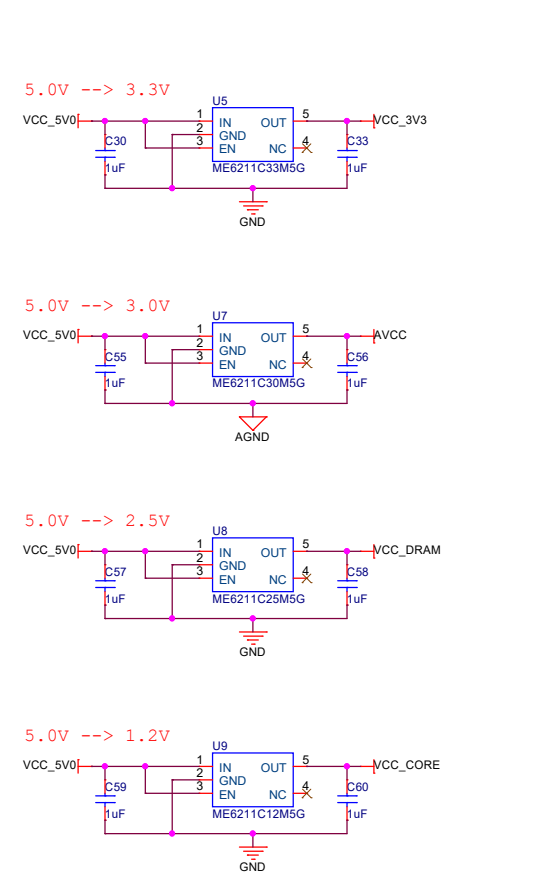 5.0V --> 3.3V
U5
VCC_5V0 1 IN OUT 5 VCC_3V3
2 GND
C30 3 EN NC 4 C33
1uF ME6211C33M5G 1uF
GND
5.0V --> 3.0V
U7
VCC_5V0 1 IN OUT 5 AVCC
2 GND
C55 3 EN NC 4 C56
1uF ME6211C30M5G 1uF
AGND
5.0V --> 2.5V
U8
VCC_5V0 1 IN OUT 5 VCC_DRAM
2 GND
C57 3 EN NC 4 C58
1uF ME6211C25M5G 1uF
GND
5.0V --> 1.2V
U9
VCC_5V0 1 IN OUT 5 VCC_CORE
2 GND
C59 3 EN NC 4 C60
1uF ME6211C12M5G 1uF
GND